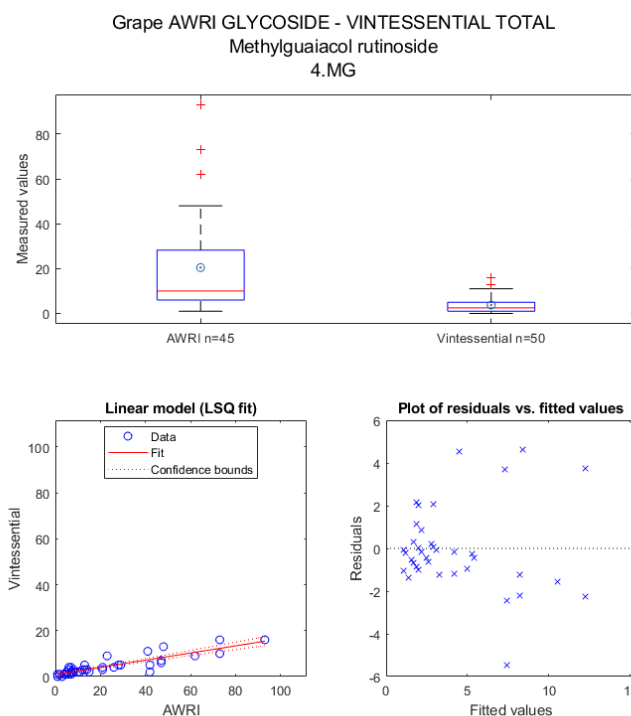 Grape AWRI GLYCOSIDE - VINTESSENTIAL TOTAL
Methylguaiacol rutinoside
4.MG
Measured values
80
60
40
20
0
AWRI n=45
Vintessential n=50
Linear model (LSQ fit)
Data
Fit
Confidence bounds
Vintessential
100
80
60
40
20
0
0
20
40
60
80
100
AWRI
Plot of residuals vs. fitted values
Residuals
6
4
2
0
-2
-4
-6
0
5
10
15
Fitted values